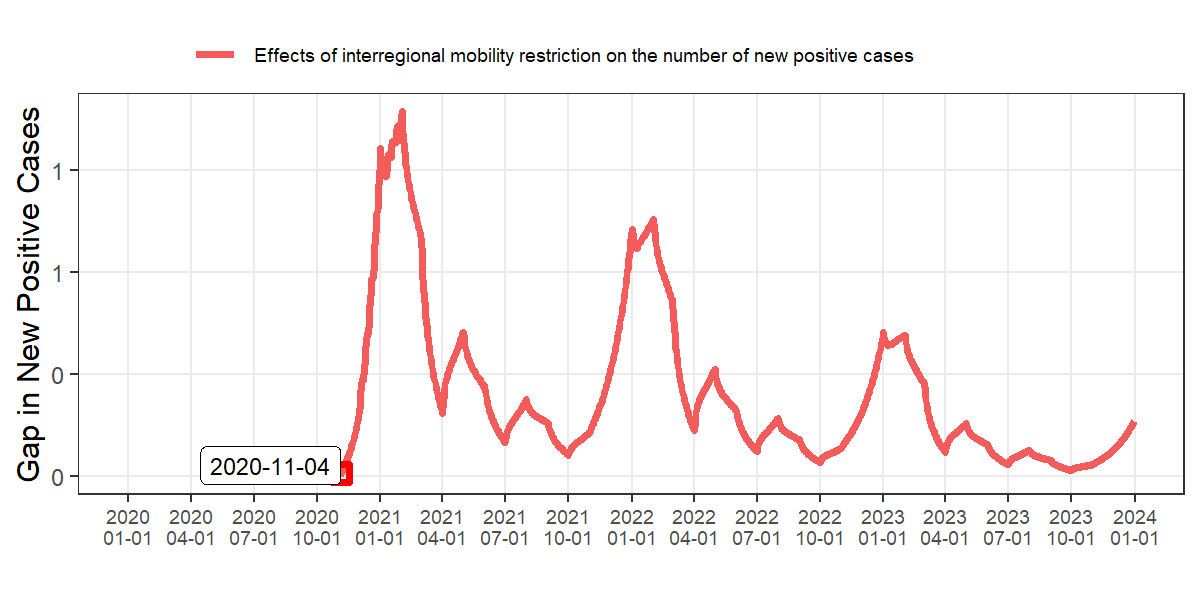 Effects of interregional mobility restriction on the number of new positive cases
Gap in New Positive Cases
1
1
0
0
2020-11-04
2020 2020 2020 2020 2021 2021 2021 2021 2022 2022 2022 2022 2023 2023 2023 2023 2024
01-01 04-01 07-01 10-01 01-01 04-01 07-01 10-01 01-01 04-01 07-01 10-01 01-01 04-01 07-01 10-01 01-01